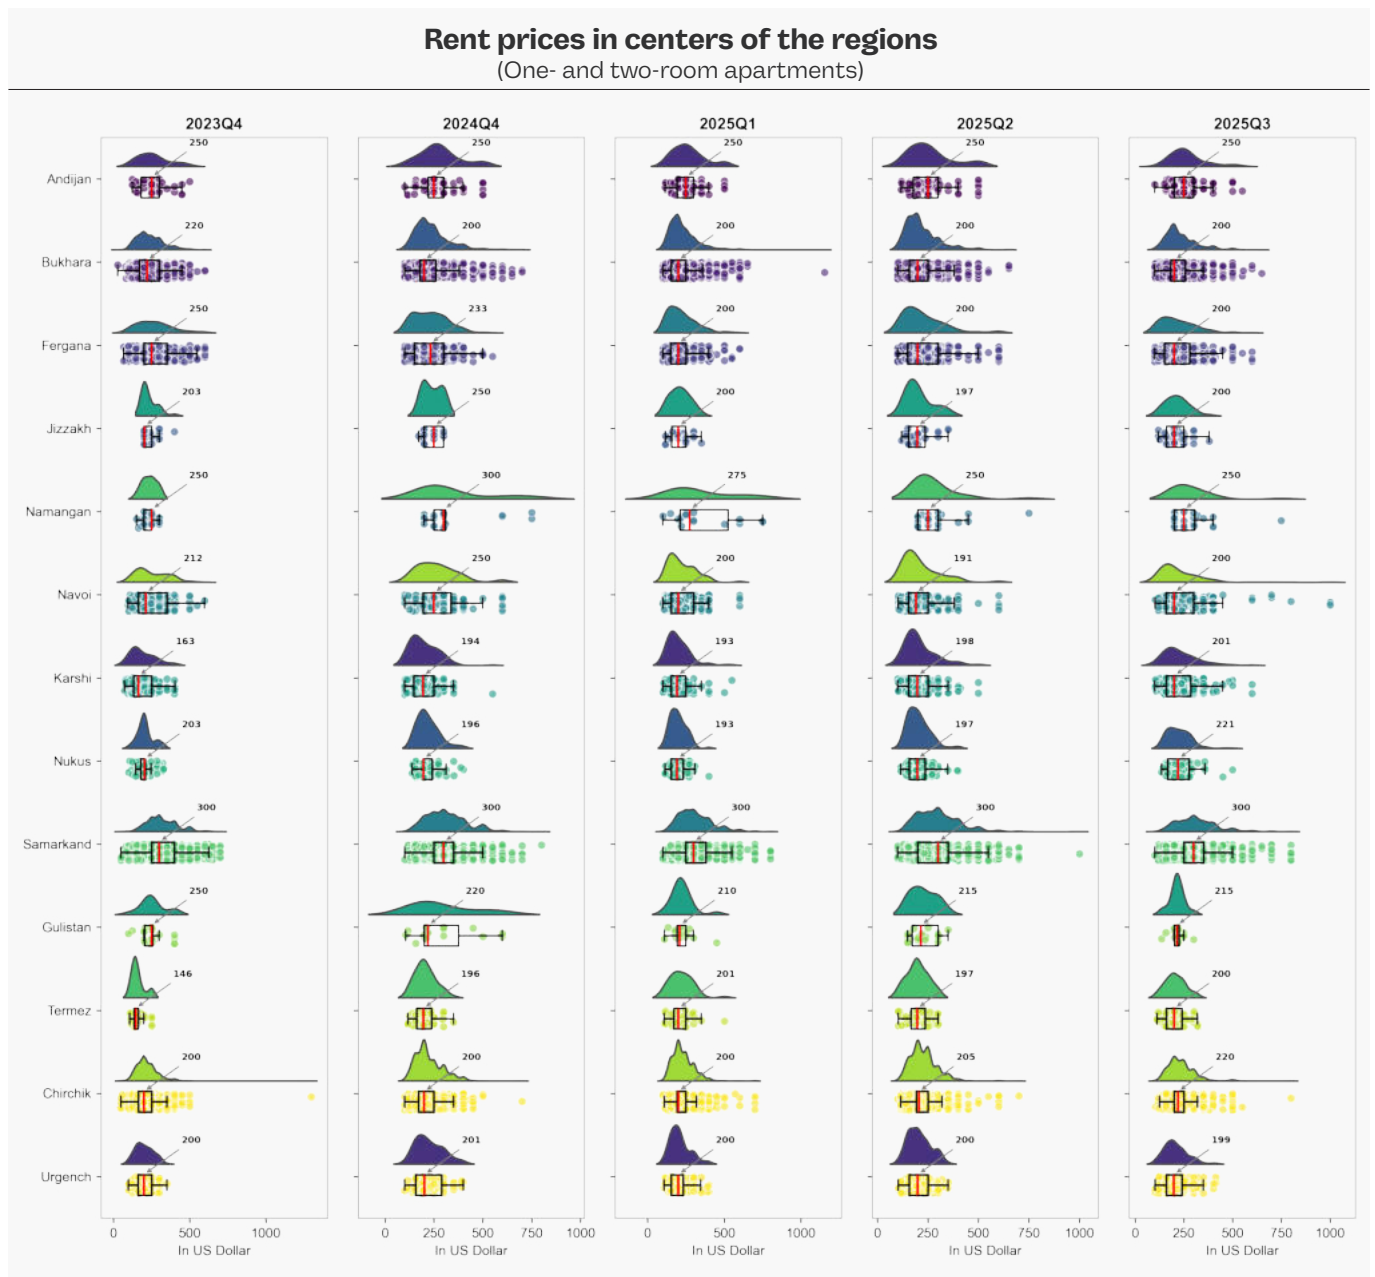 Rent prices in centers of the regions
(One- and two-room apartments)
2023Q4 2024Q4 2025Q1 2025Q2 2025Q3
250 250 250 250 250
Andijan
220 200 200 200 200
Bukhara
250 233 200 200 200
Fergana
203 250 200 197 200
Jizzakh
250 300 275 250 250
Namangan
212 250 200 191 200
Navoi
163 194 193 198 201
Karshi
203 196 193 197 221
Nukus
300 300 300 300 300
Samarkand
250 220 210 215 215
Gulistan
146 196 201 197 200
Termez
200 200 200 205 220
Chirchik
200 201 200 200 199
Urgench
0 500 1000 0 250 500 750 1000 0 500 1000 0 250 500 750 1000 0 250 500 750 1000
In US Dollar In US Dollar In US Dollar In US Dollar In US Dollar